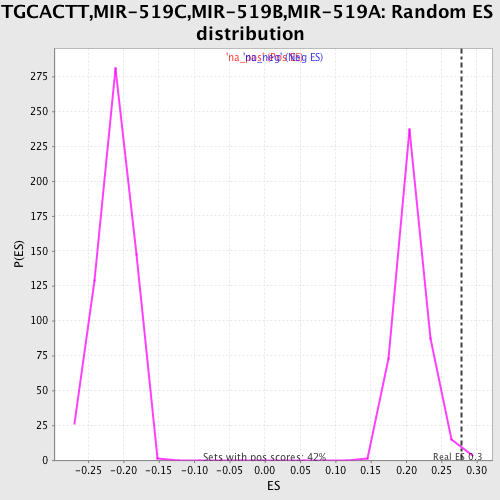 TGCACTT,MIR-519C,MIR-519B,MIR-519A: Random ES
distribution
275
250
225
200
175
150
125
100
75
50
25
0
P(ES)
Sets with pos scores: 42%
Real ES 0.3
-0.25 -0.20 -0.15 -0.10 -0.05 0.00 0.05 0.10 0.15 0.20 0.25 0.30
ES